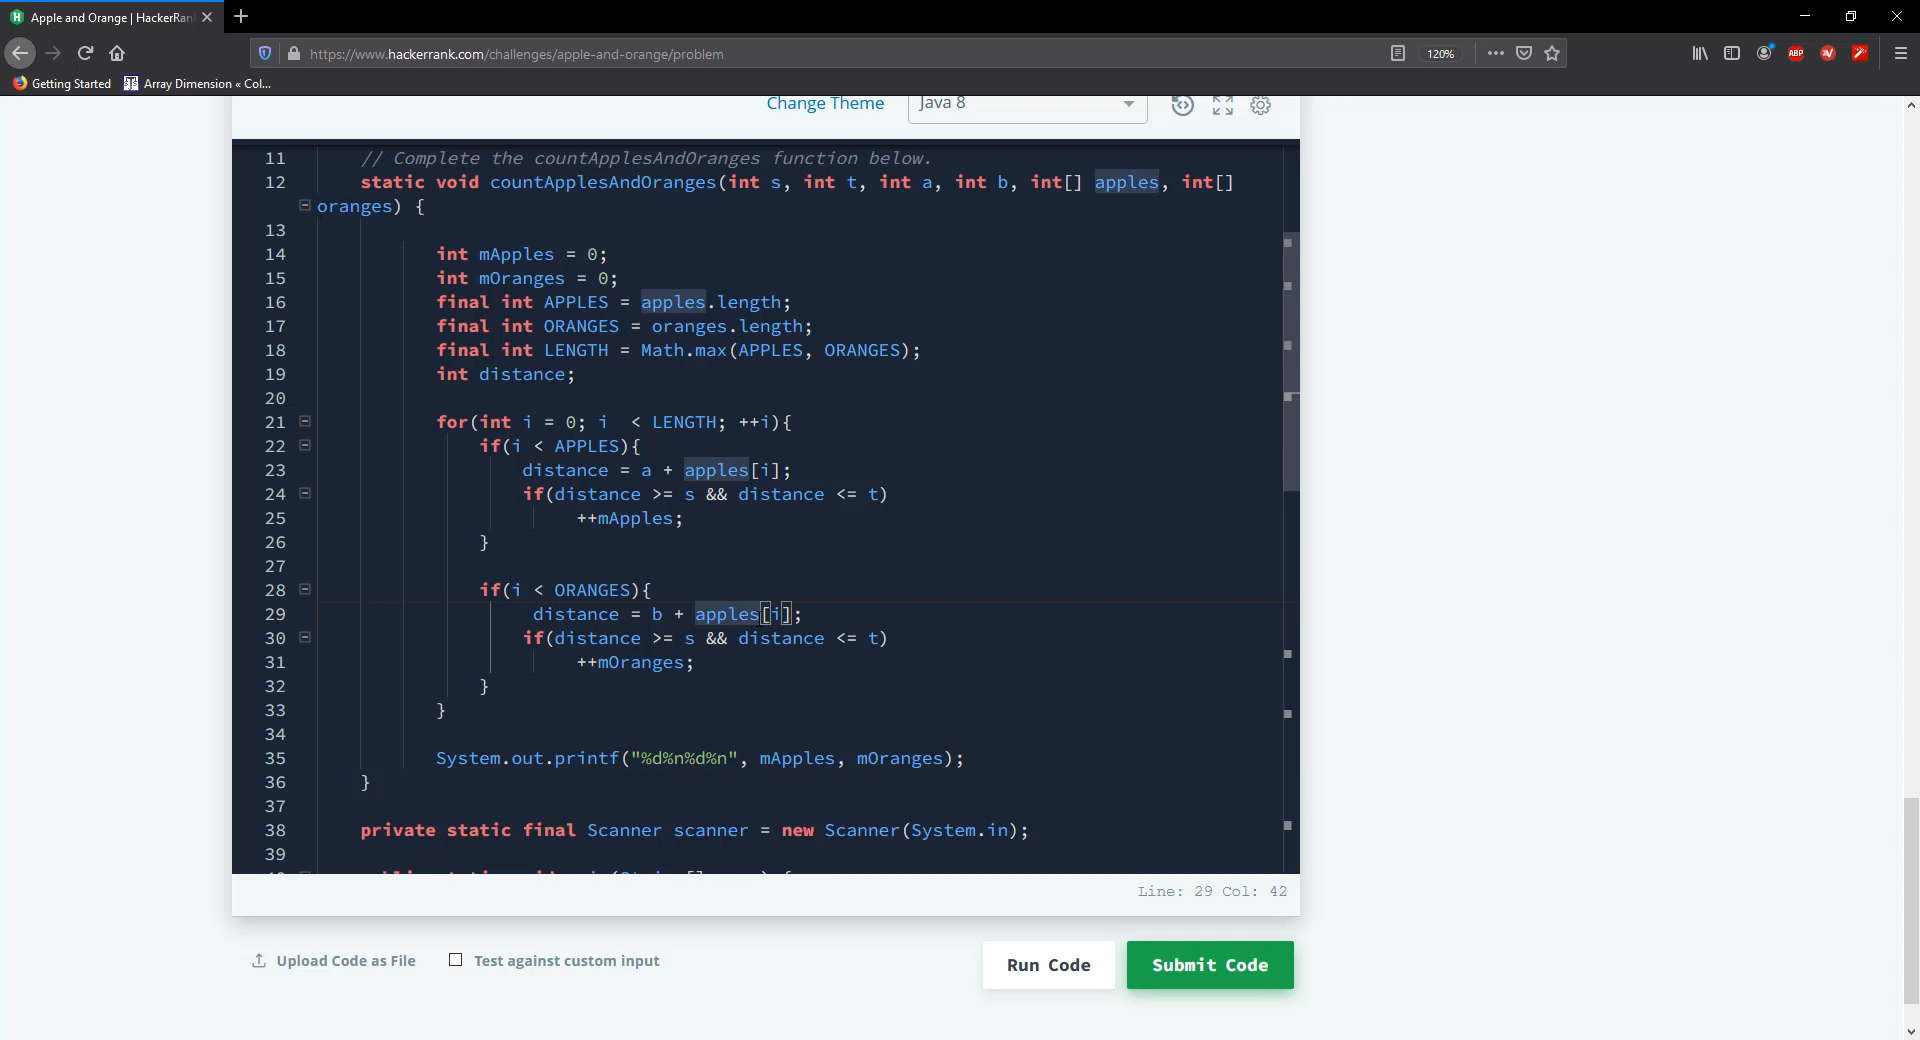 Apple and Orange | HackerRan
https://www.hackerrank.com/challenges/apple-and-orange/problem
120%
ABP
Getting Started
Array Dimension « Col...
Change Theme
Java 8
11 // Complete the countApplesAndOranges function below.
12 static void countApplesAndOranges(int s, int t, int a, int b, int[] apples, int[]
oranges) {
13
14 int mApples = 0;
15 int mOranges = 0;
16 final int APPLES = apples.length;
17 final int ORANGES = oranges.length;
18 final int LENGTH = Math.max(APPLES, ORANGES);
19 int distance;
20
21 for(int i = 0; i  < LENGTH; ++i){
22 if(i < APPLES){
23 distance = a + apples[i];
24 if(distance >= s && distance <= t)
25 ++mApples;
26 }
27
28 if(i < ORANGES){
29 distance = b + apples[i];
30 if(distance >= s && distance <= t)
31 ++mOranges;
32 }
33 }
34
35 System.out.printf("%d%n%d%n", mApples, mOranges);
36 }
37
38 private static final Scanner scanner = new Scanner(System.in);
39
Line: 29 Col: 42
Upload Code as File
Test against custom input
Run Code
Submit Code